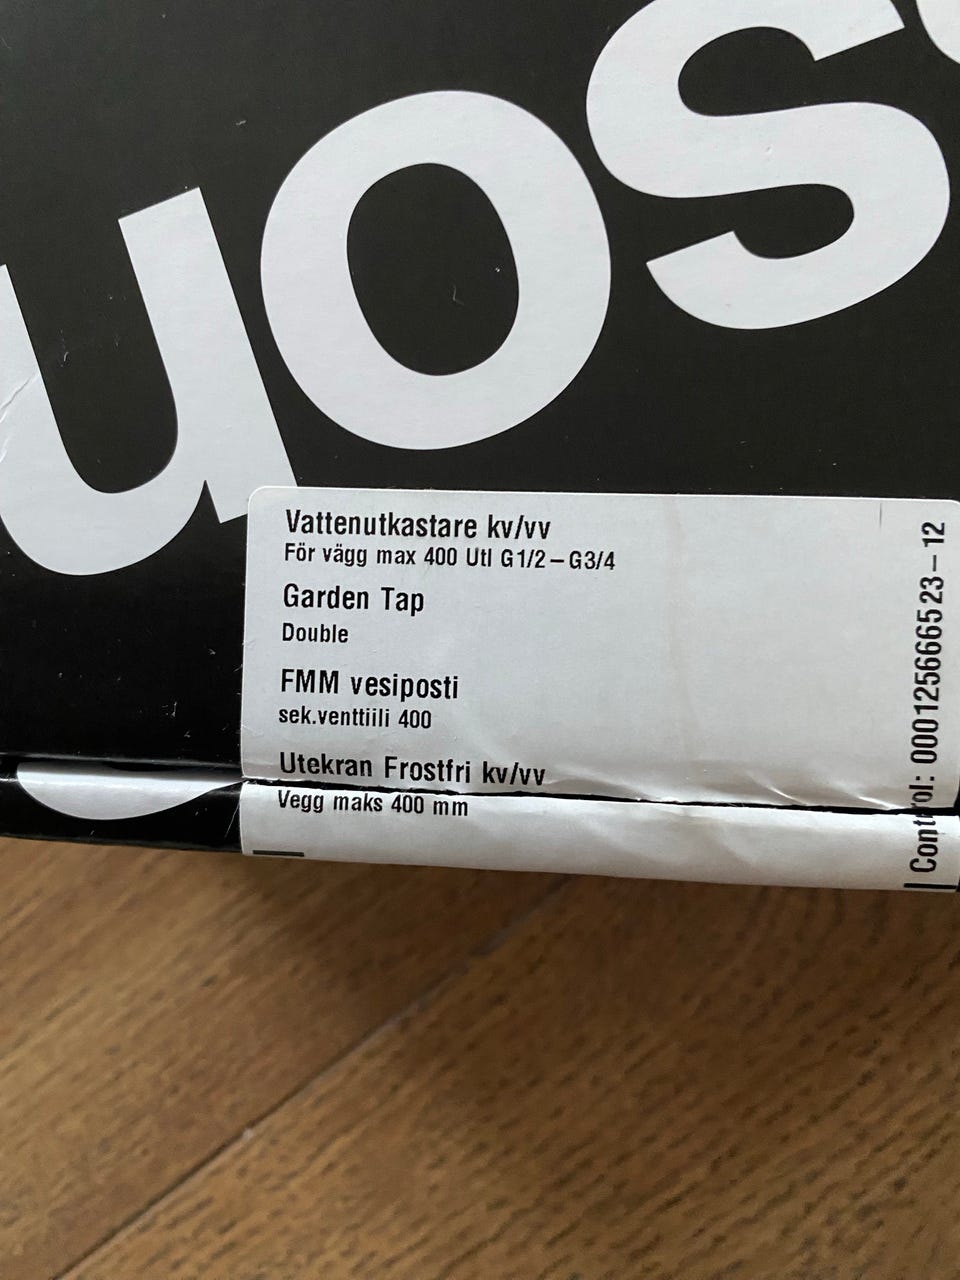 uos
Vattenutkastare kv/vv
För vägg max 400 Utl G1/2–G3/4
Garden Tap
Double
FMM vesiposti
sek.venttiili 400
Utekran Frostfri kv/vv
Vegg maks 400 mm
Control: 000125666523–12